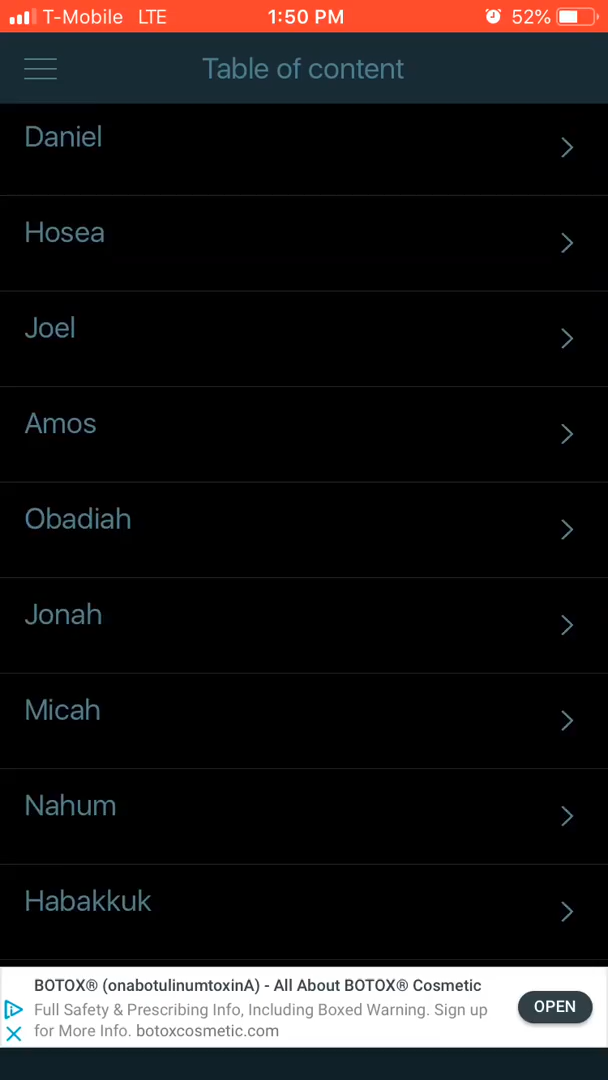 T-Mobile LTE 1:50 PM 52%
Table of content
Daniel
Hosea
Joel
Amos
Obadiah
Jonah
Micah
Nahum
Habakkuk
BOTOX® (onabotulinumtoxinA) - All About BOTOX® Cosmetic
Full Safety & Prescribing Info, Including Boxed Warning. Sign up
for More Info. botoxcosmetic.com
OPEN